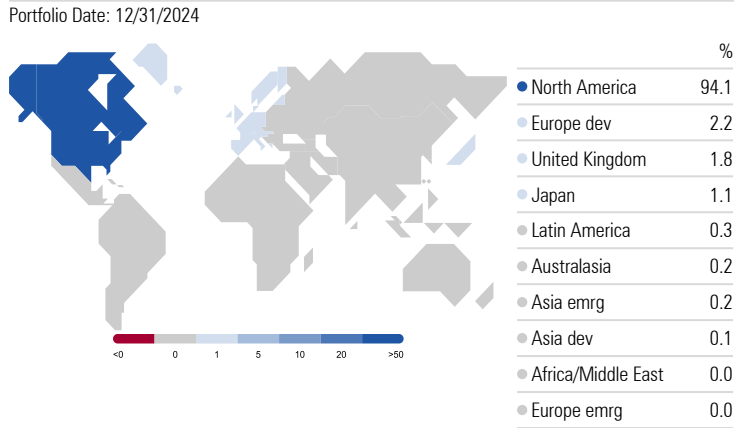 Portfolio Date: 12/31/2024
%
North America 94.1
Europe dev 2.2
United Kingdom 1.8
Japan 1.1
Latin America 0.3
Australasia 0.2
Asia emrg 0.2
Asia dev 0.1
Africa/Middle East 0.0
Europe emrg 0.0
<0 0 1 5 10 20 >50